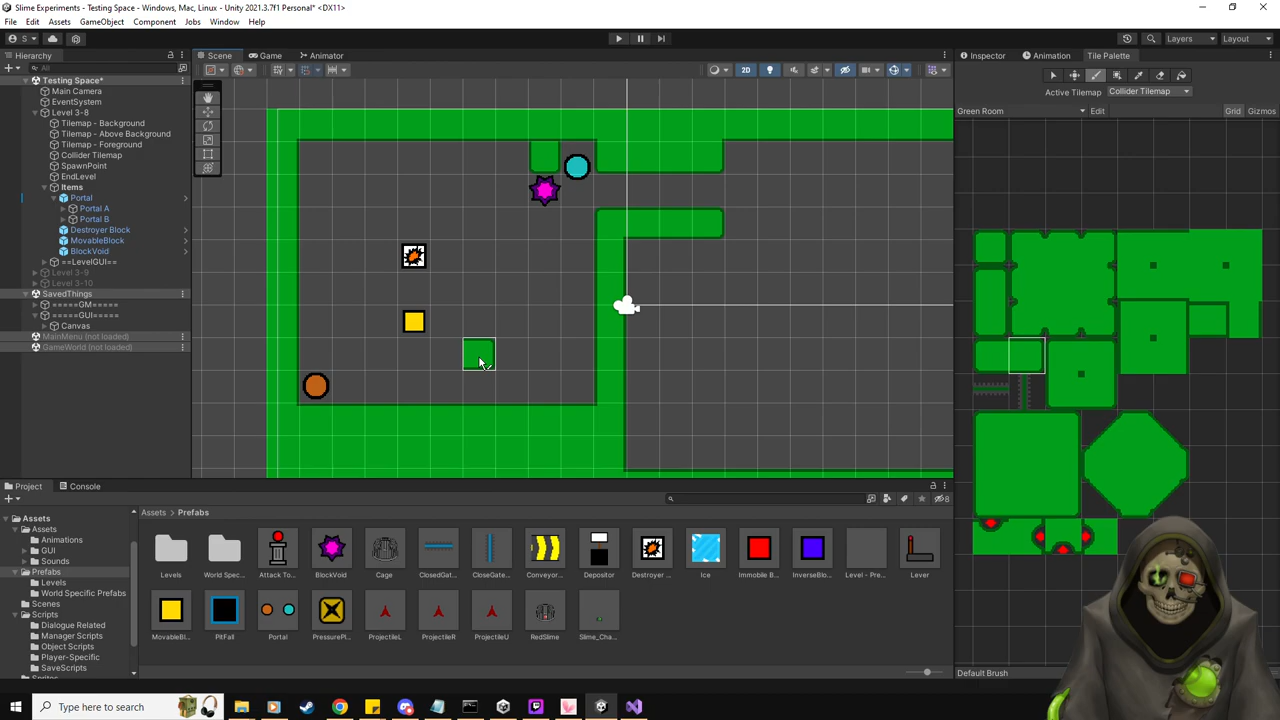 Slime Experiments - Testing Space - Windows, Mac, Linux - Unity 2021.3.7f1 Personal* <DX11>
File Edit Assets GameObject Component Jobs Window Help
S Layers Layout
Hierarchy Scene Game Animator Inspector Animation Tile Palette
All 2D
Testing Space*
Main Camera
EventSystem
Active Tilemap Collider Tilemap
Level 3-8
Green Room Edit Grid Gizmos
Tilemap - Background
Tilemap - Above Background
Tilemap - Foreground
Collider Tilemap
SpawnPoint
EndLevel
Items
Portal
Portal A
Portal B
Destroyer Block
MovableBlock
BlockVoid
==LevelGUI==
Level 3-9
Level 3-10
SavedThings
=====GM=====
=====GUI=====
Canvas
MainMenu (not loaded)
GameWorld (not loaded)
Project Console
8
Assets > Prefabs
Assets
Assets
Animations
GUI
Sounds
Prefabs
Levels
World Specific Prefabs
Scenes
Scripts
Dialogue Related
Manager Scripts
Object Scripts
Player-Specific
SaveScripts
Levels World Spec... Attack To... BlockVoid Cage ClosedGat... CloseGate... Conveyor... Depositor Destroyer ... Ice Immobile B... InverseBlo... Level - Pre... Lever
MovableBl... PitFall Portal PressurePl... ProjectileL ProjectileR ProjectileU RedSlime Slime_Cha...
Default Brush
Type here to search